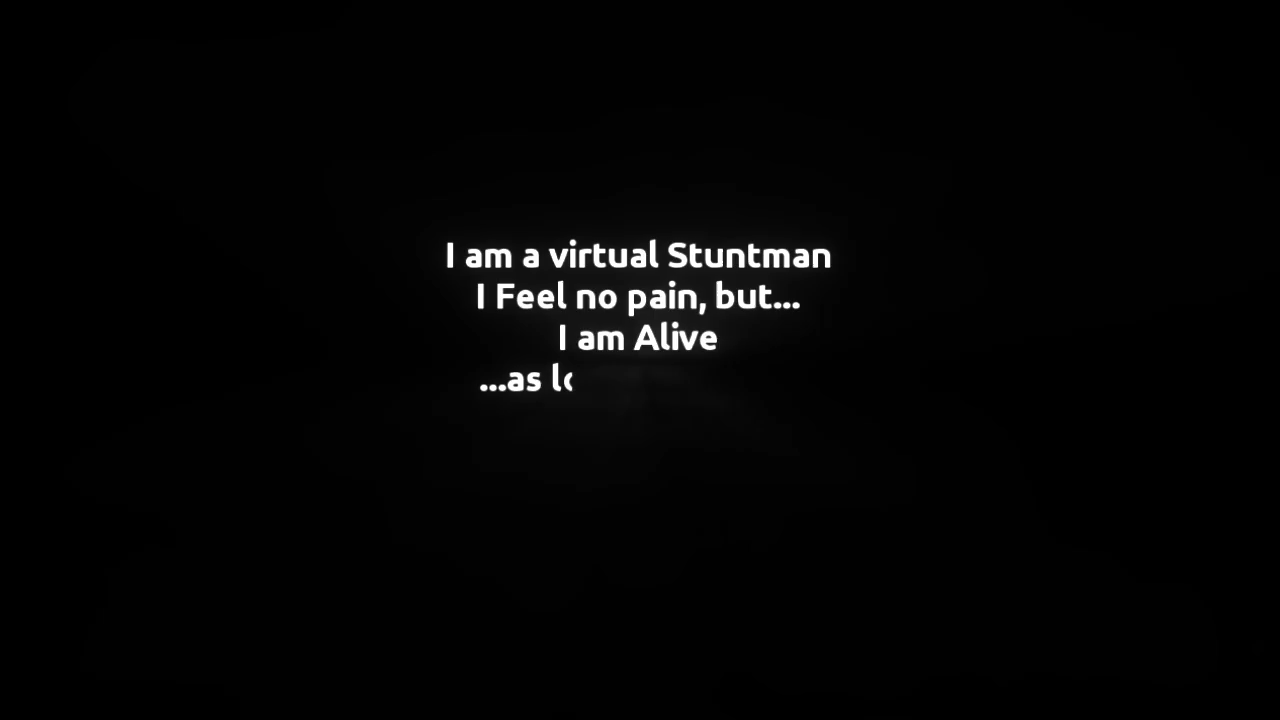 I am a virtual Stuntman
I Feel no pain, but...
I am Alive
...as